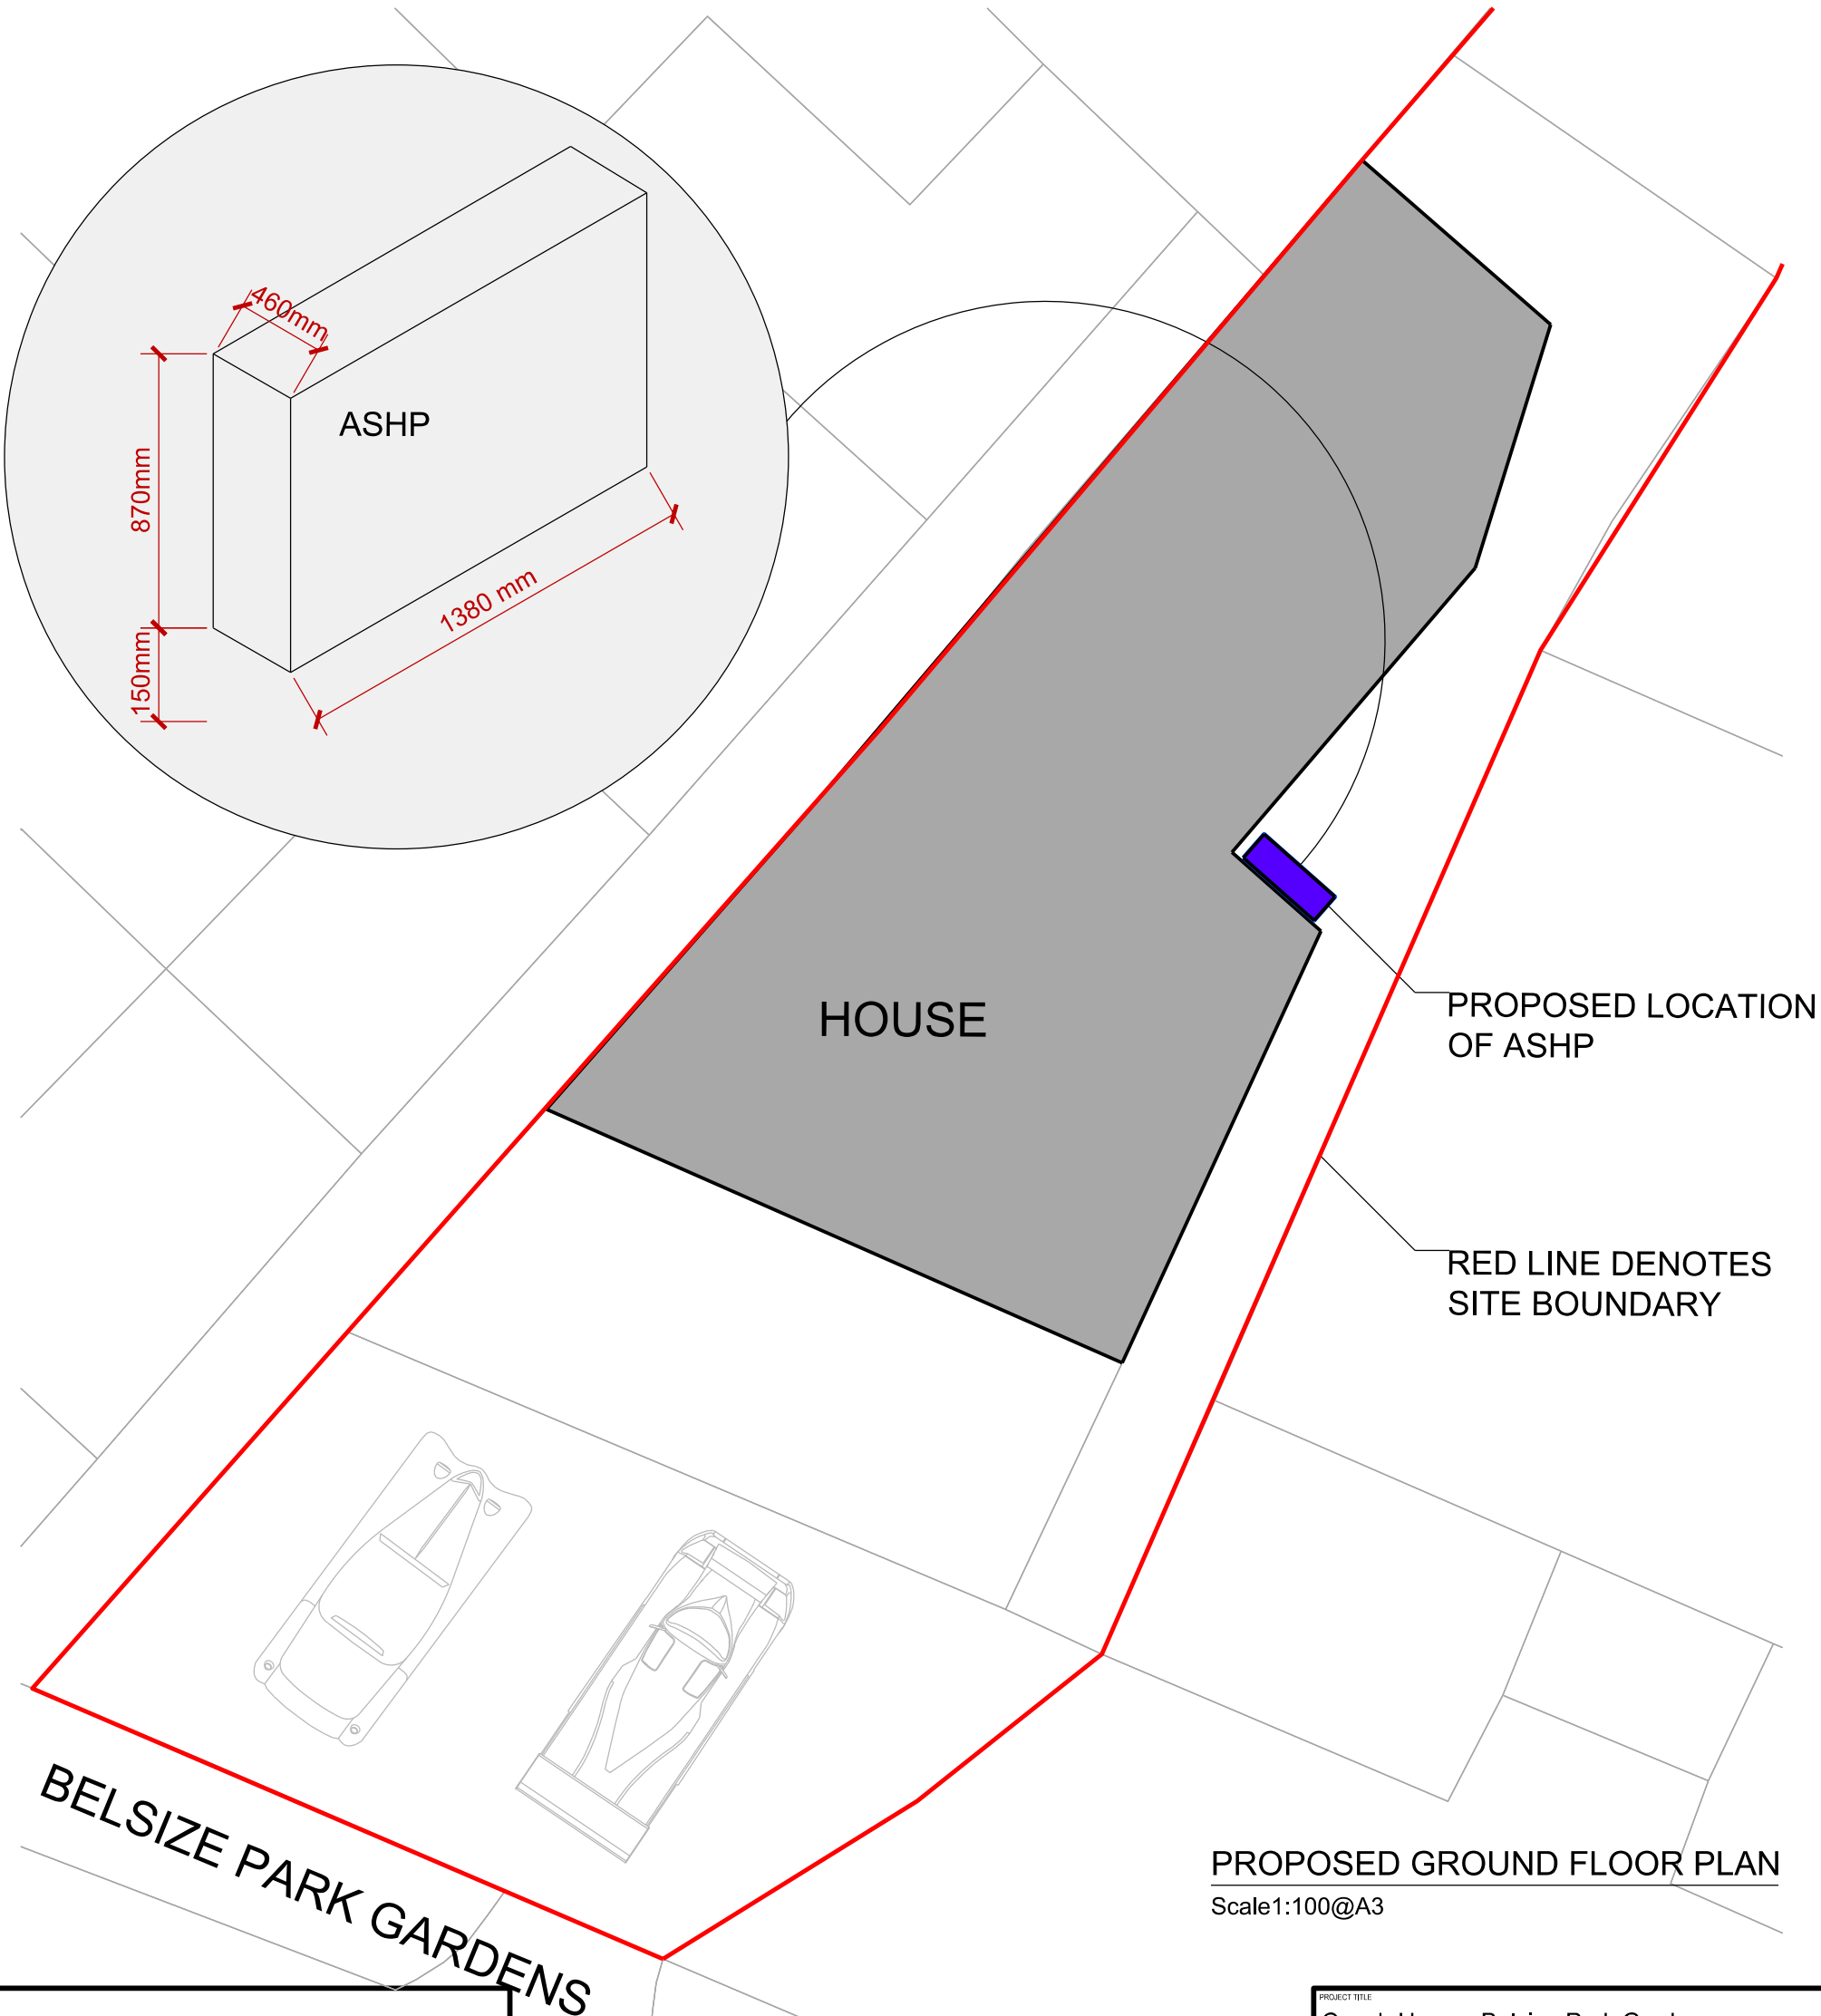 460mm
ASHP
870mm
1380 mm
150mm
HOUSE
PROPOSED LOCATION
OF ASHP
RED LINE DENOTES
SITE BOUNDARY
BELSIZE PARK GARDENS
PROPOSED GROUND FLOOR PLAN
Scale1:100@A3
PROJECT TITLE